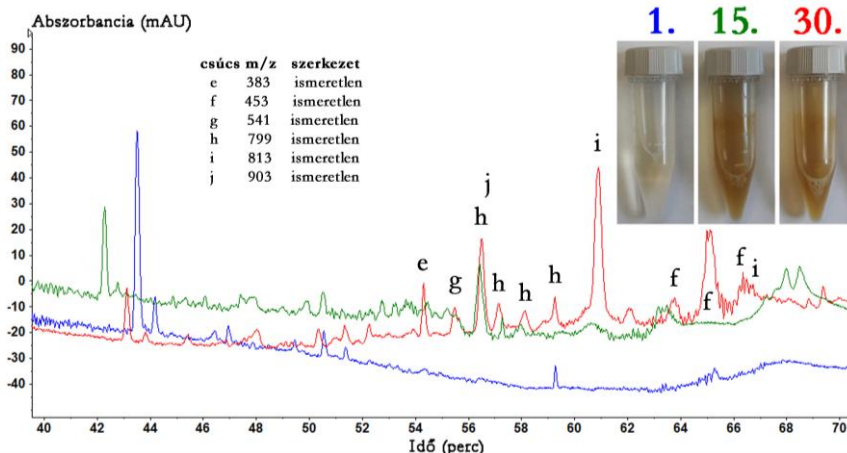 Abszorbancia (mAU)
1. 15. 30.
90
80
70
60
50
40
30
20
10
0
-10
-20
-30
-40
csúcs m/z szerkezet
e 383 ismeretlen
f 453 ismeretlen
g 541 ismeretlen
h 799 ismeretlen
i 813 ismeretlen
j 903 ismeretlen
i
j
h
e
g
h
h
h
f
f
f
i
40 42 44 46 48 50 52 54 56 58 60 62 64 66 68 70
Idő (perc)